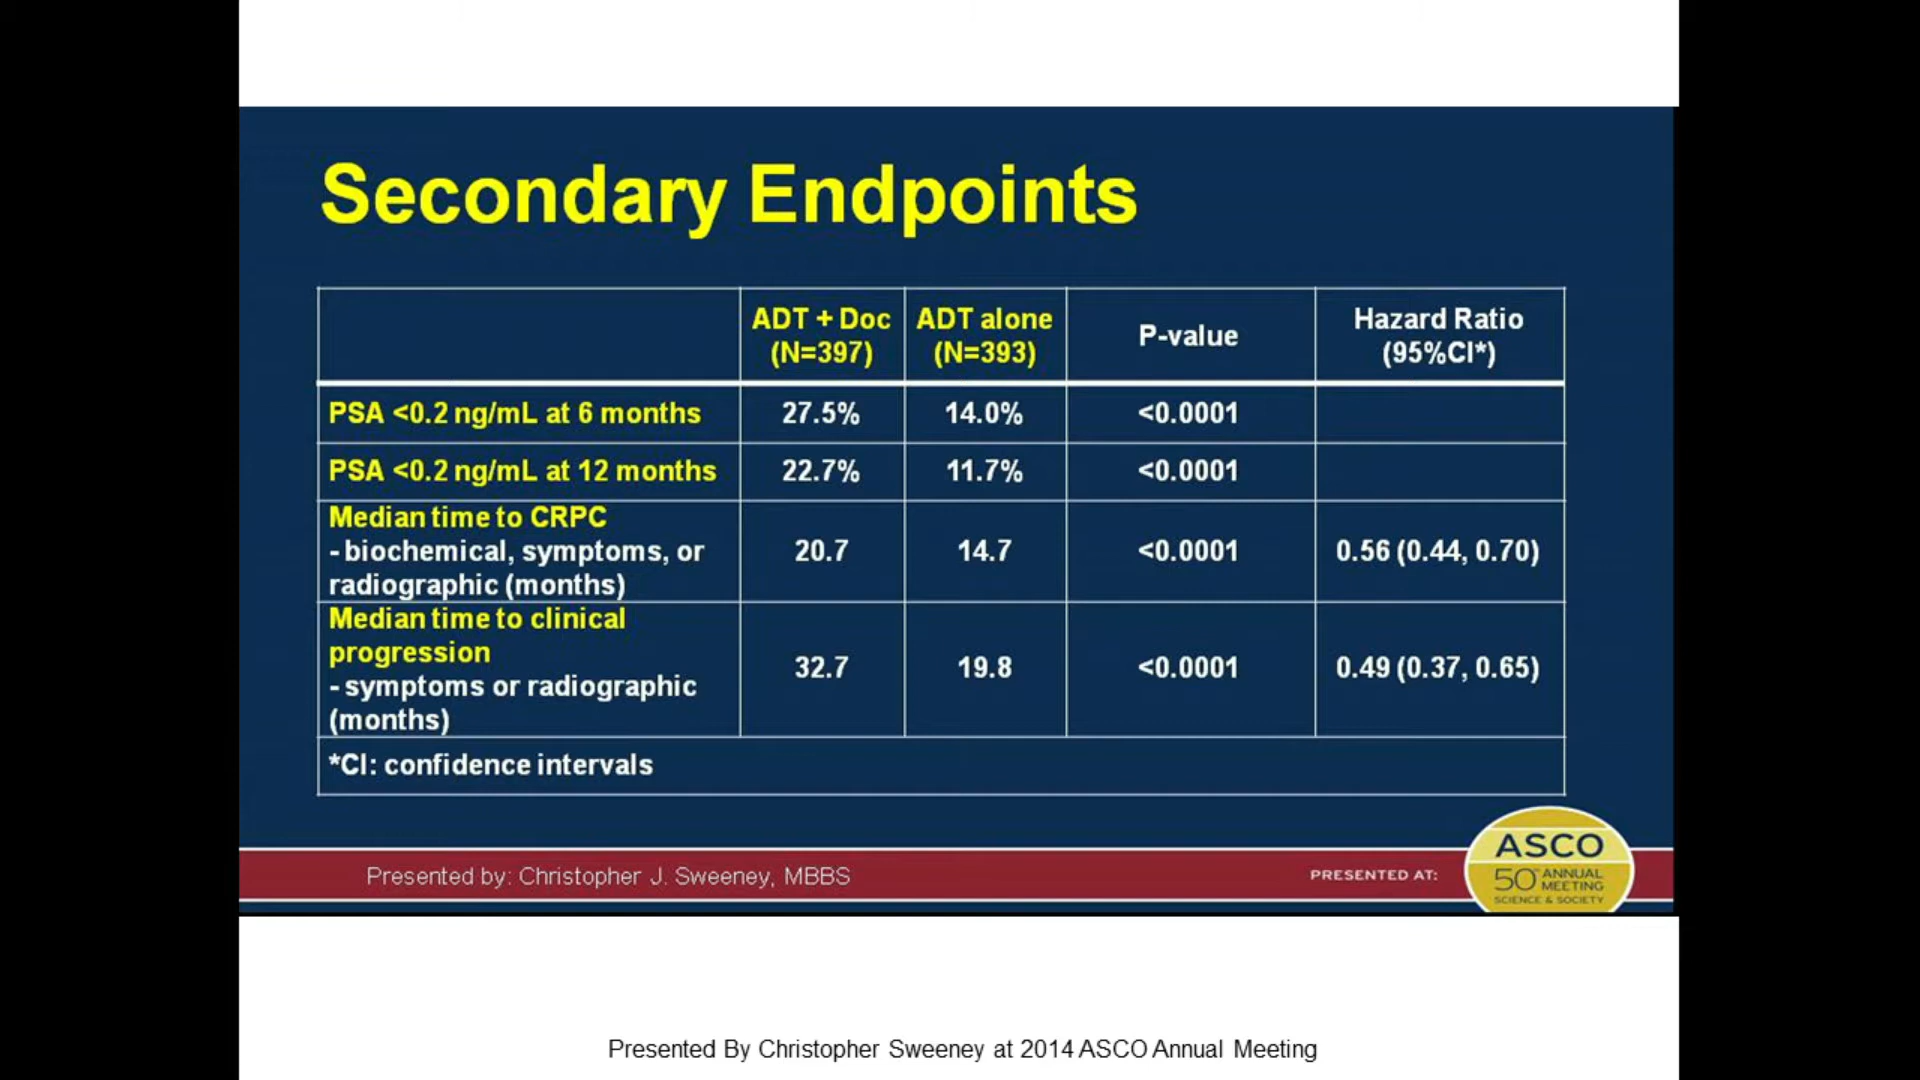 Secondary Endpoints
ADT + Doc (N=397)
ADT alone (N=393)
P-value
Hazard Ratio (95%CI*)
PSA <0.2 ng/mL at 6 months 27.5% 14.0% <0.0001
PSA <0.2 ng/mL at 12 months 22.7% 11.7% <0.0001
Median time to CRPC
- biochemical, symptoms, or
radiographic (months)
20.7 14.7 <0.0001 0.56 (0.44, 0.70)
Median time to clinical
progression
- symptoms or radiographic
(months)
32.7 19.8 <0.0001 0.49 (0.37, 0.65)
*CI: confidence intervals
Presented by: Christopher J. Sweeney, MBBS
PRESENTED AT:
ASCO
50TH ANNUAL
MEETING
SCIENCE & SOCIETY
Presented By Christopher Sweeney at 2014 ASCO Annual Meeting